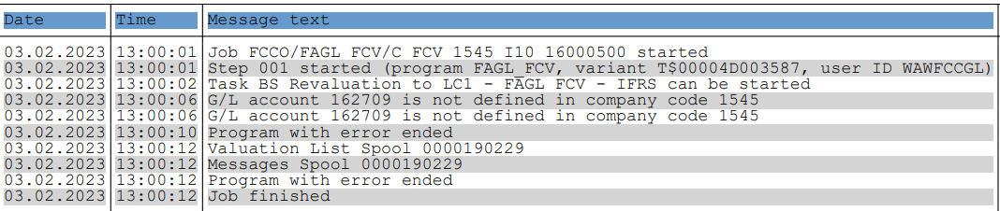 Date Time Message text
03.02.2023 13:00:01 Job FCCO/FAGL FCV/C FCV 1545 I10 16000500 started
03.02.2023 13:00:01 Step 001 started (program FAGL_FCV, variant T$00004D003587, user ID WAWFCCGL)
03.02.2023 13:00:02 Task BS Revaluation to LC1 - FAGL FCV - IFRS can be started
03.02.2023 13:00:06 G/L account 162709 is not defined in company code 1545
03.02.2023 13:00:06 G/L account 162709 is not defined in company code 1545
03.02.2023 13:00:10 Program with error ended
03.02.2023 13:00:12 Valuation List Spool 0000190229
03.02.2023 13:00:12 Messages Spool 0000190229
03.02.2023 13:00:12 Program with error ended
03.02.2023 13:00:12 Job finished